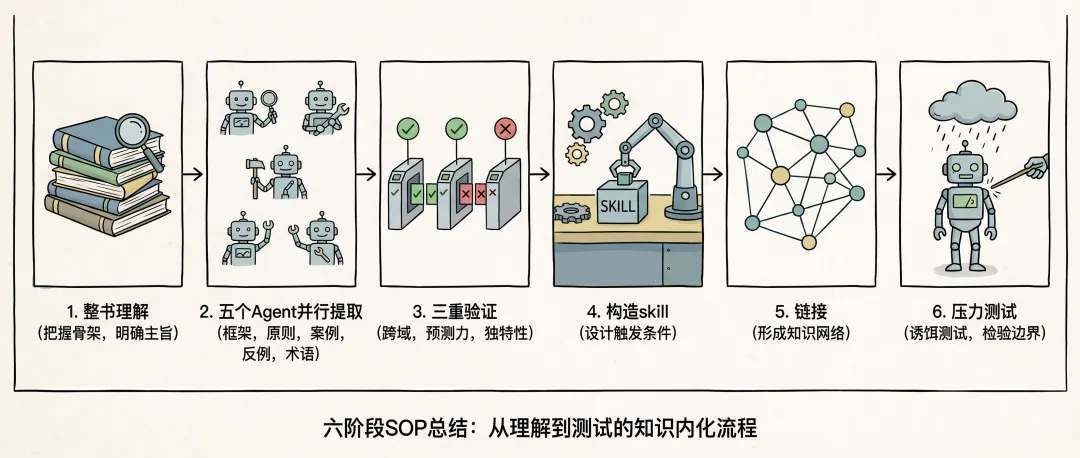 SKILL
1. 整书理解
(把握骨架，明确主旨)
2. 五个Agent并行提取
(框架，原则，案例，
反例，术语)
3. 三重验证
(跨域，预测力，独特性)
4. 构造skill
(设计触发条件)
5. 链接
(形成知识网络)
6. 压力测试
(诱饵测试，检验边界)
六阶段SOP总结：从理解到测试的知识内化流程